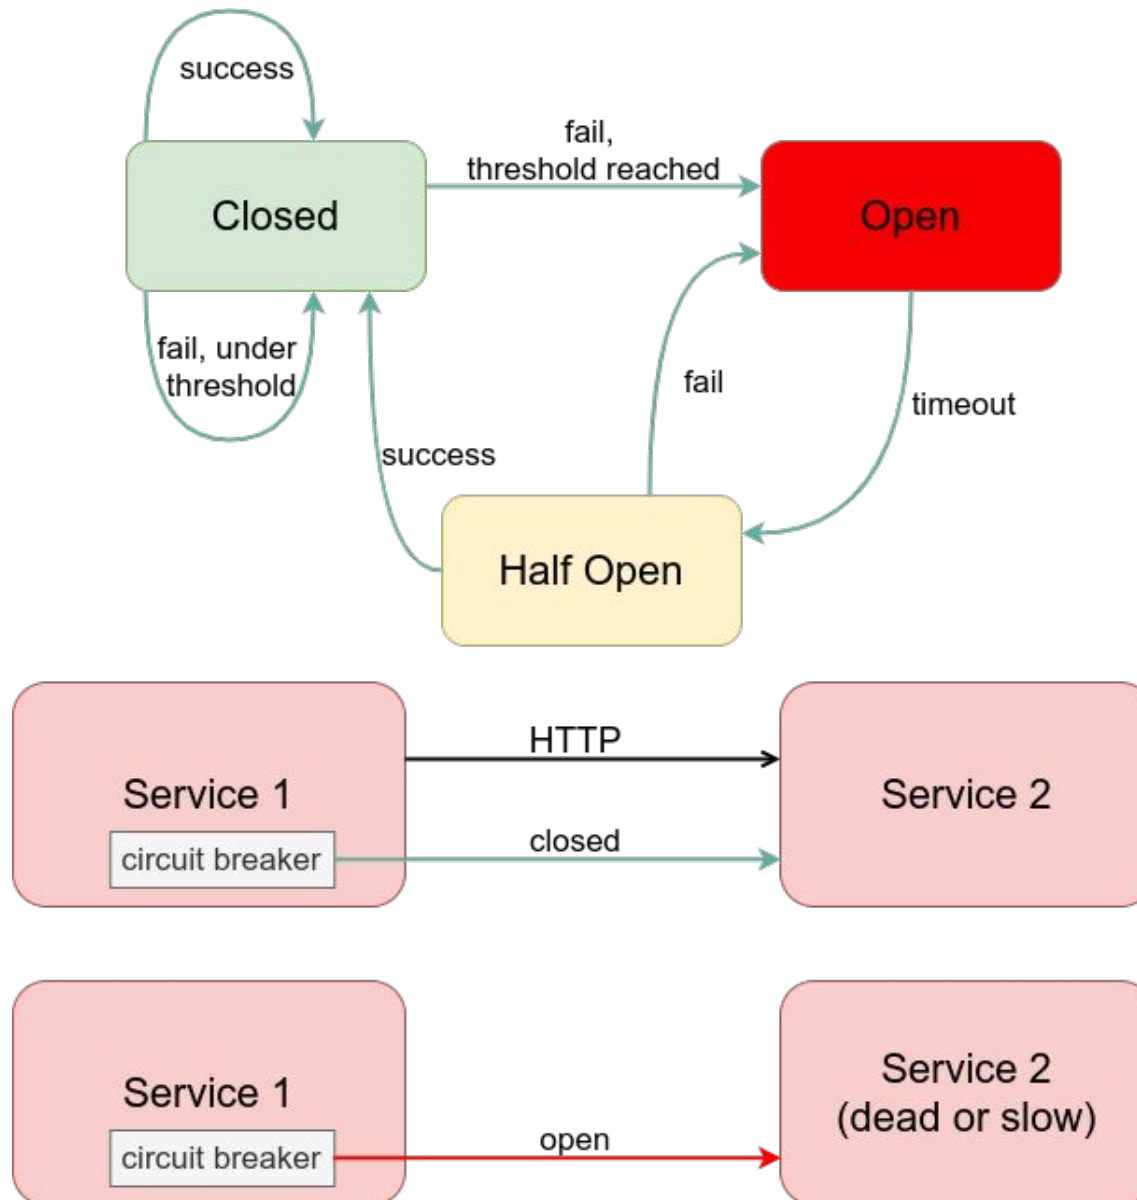 success
fail,
threshold reached
Closed
Open
fail, under
threshold
fail
timeout
success
Half Open
HTTP
Service 1
Service 2
closed
circuit breaker
Service 2
(dead or slow)
Service 1
open
circuit breaker